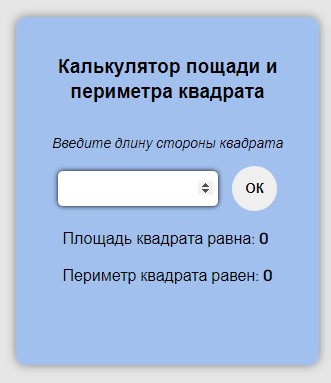 Калькулятор пощади и
периметра квадрата
Введите длину стороны квадрата
ОК
Площадь квадрата равна: 0
Периметр квадрата равен: 0